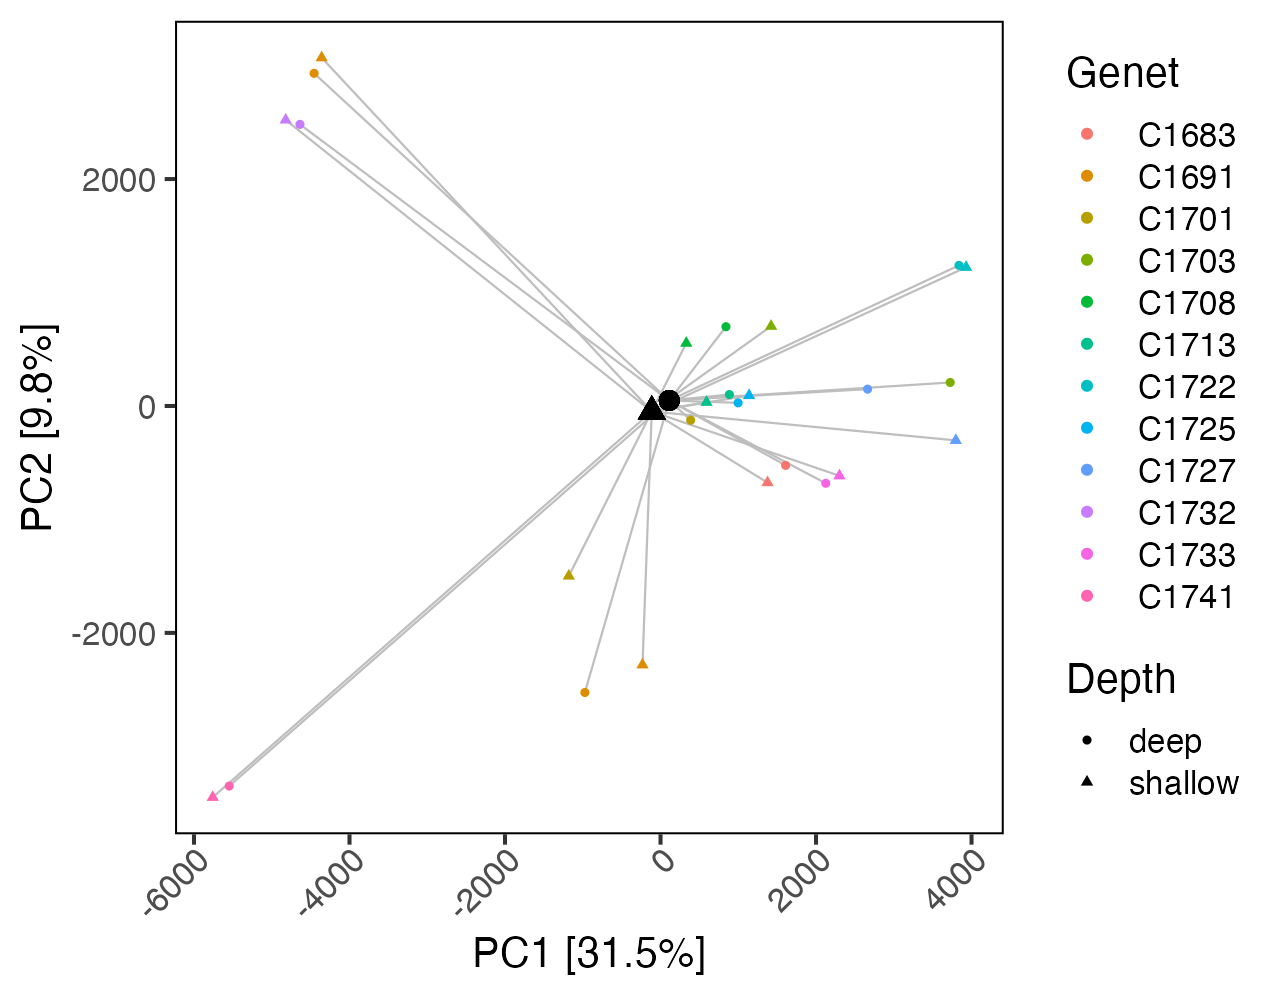 2000
0
-2000
PC2 [9.8%]
-6000
-4000
-2000
0
2000
4000
PC1 [31.5%]
Genet
C1683
C1691
C1701
C1703
C1708
C1713
C1722
C1725
C1727
C1732
C1733
C1741
Depth
deep
shallow